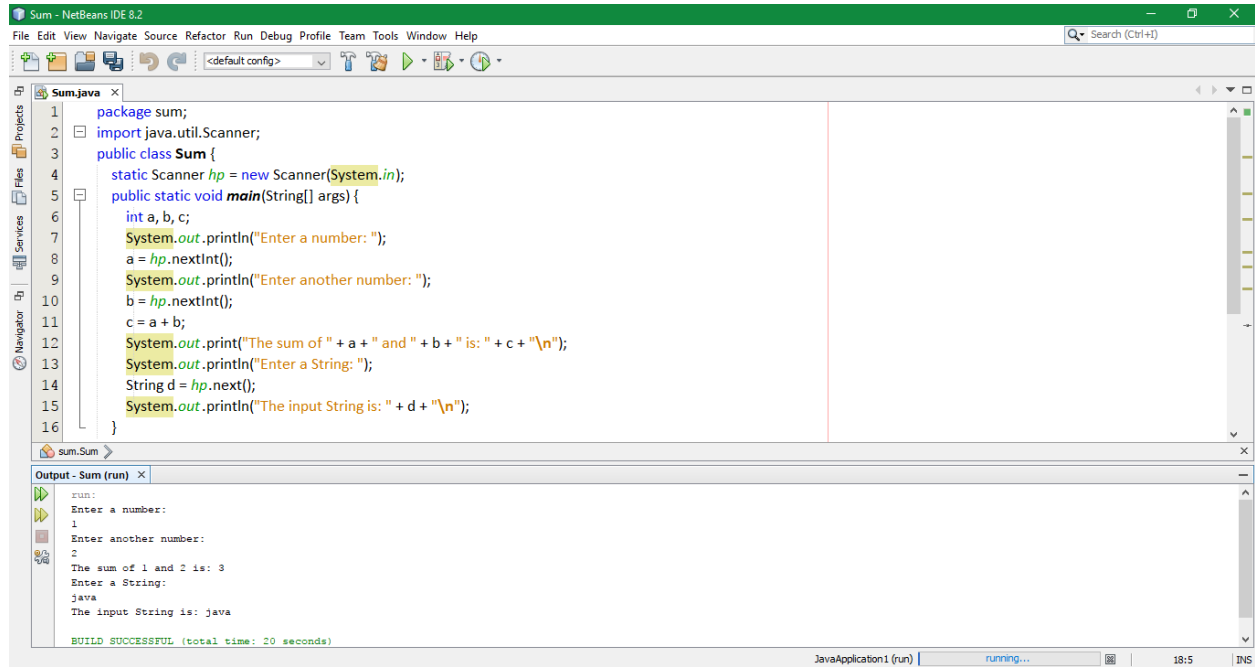 Sum - NetBeans IDE 8.2
File Edit View Navigate Source Refactor Run Debug Profile Team Tools Window Help
Search (Ctrl+I)
<default config>
Sum.java
Projects
Files
Services
Navigator
1 package sum;
2 import java.util.Scanner;
3 public class Sum {
4 static Scanner hp = new Scanner(System.in);
5 public static void main(String[] args) {
6 int a, b, c;
7 System.out.println("Enter a number: ");
8 a = hp.nextInt();
9 System.out.println("Enter another number: ");
10 b = hp.nextInt();
11 c = a + b;
12 System.out.print("The sum of " + a + " and " + b + " is: " + c + "\n");
13 System.out.println("Enter a String: ");
14 String d = hp.next();
15 System.out.println("The input String is: " + d + "\n");
16 }
sum.Sum
Output - Sum (run)
run:
Enter a number:
1
Enter another number:
2
The sum of 1 and 2 is: 3
Enter a String:
java
The input String is: java
BUILD SUCCESSFUL (total time: 20 seconds)
JavaApplication1 (run) running... 18:5 INS